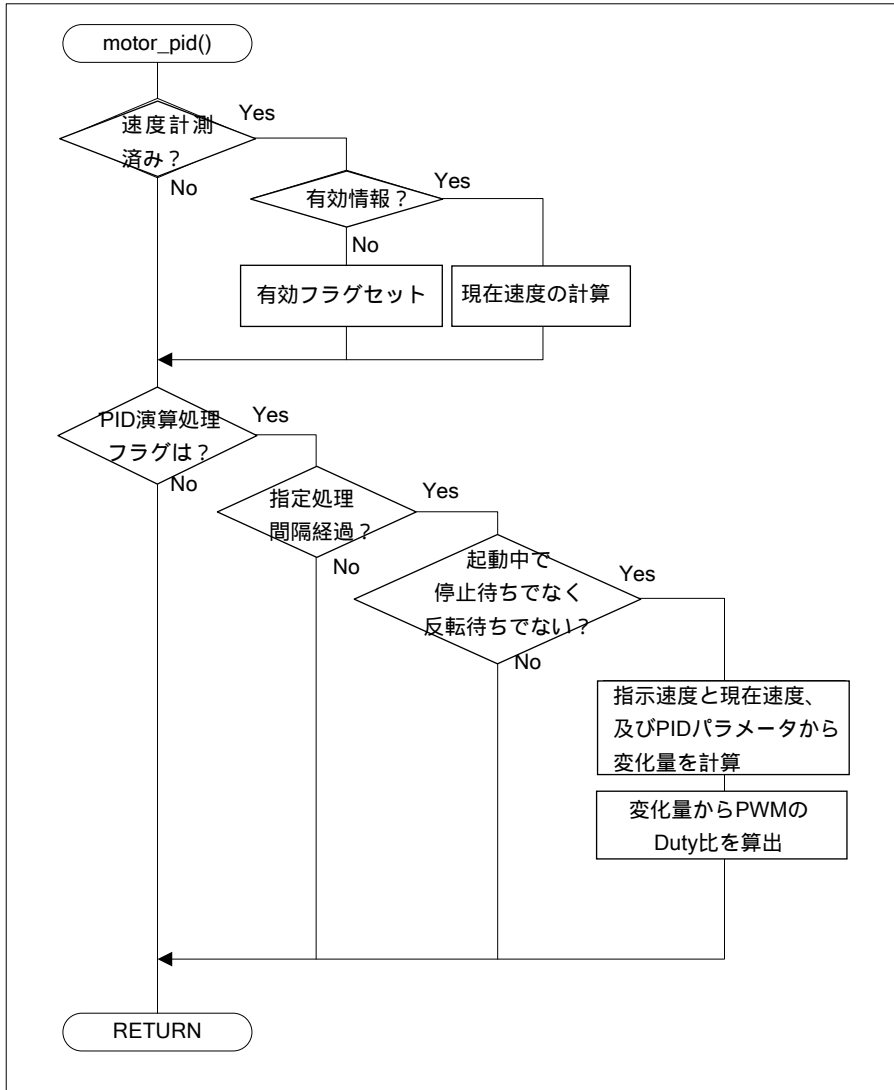 motor_pid()
Yes
速度計測
済み？
No
Yes
有効情報？
No
有効フラグセット
現在速度の計算
PID演算処理
フラグは？
Yes
No
指定処理
間隔経過？
Yes
No
起動中で
停止待ちでなく
反転待ちでない？
Yes
No
指示速度と現在速度、
及びPIDパラメータから
変化量を計算
変化量からPWMの
Duty比を算出
RETURN